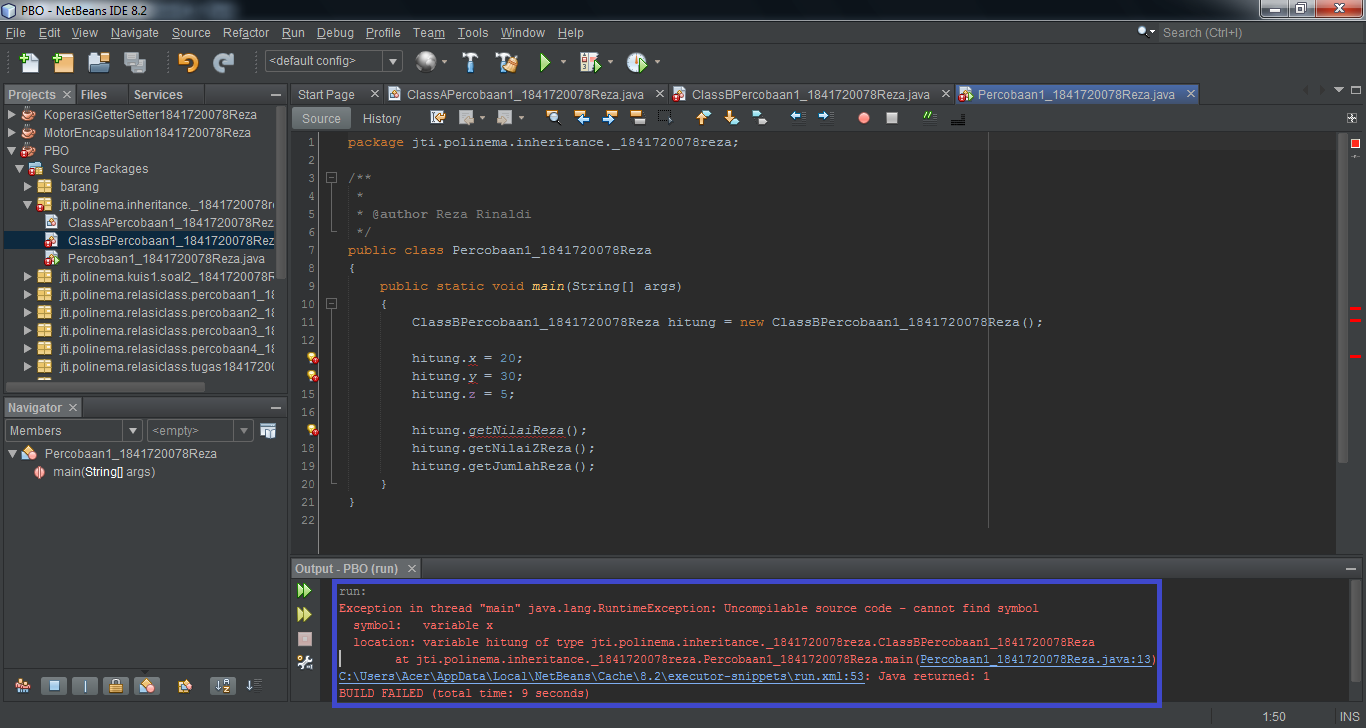 PBO - NetBeans IDE 8.2
File Edit View Navigate Source Refactor Run Debug Profile Team Tools Window Help
Search (Ctrl+I)
<default config>
Projects Files Services
KoperasiGetterSetter1841720078Reza
MotorEncapsulation1841720078Reza
PBO
Source Packages
barang
jti.polinema.inheritance._1841720078r
ClassAPercobaan1_1841720078Rez
ClassBPercobaan1_1841720078Rez
Percobaan1_1841720078Reza.java
jti.polinema.kuis1.soal2_1841720078R
jti.polinema.relasiclass.percobaan1_18
jti.polinema.relasiclass.percobaan2_18
jti.polinema.relasiclass.percobaan3_18
jti.polinema.relasiclass.percobaan4_18
jti.polinema.relasiclass.tugas18417200
Navigator
Members
<empty>
Percobaan1_1841720078Reza
main(String[] args)
Start Page ClassAPercobaan1_1841720078Reza.java ClassBPercobaan1_1841720078Reza.java Percobaan1_1841720078Reza.java
Source History
1 package jti.polinema.inheritance._1841720078reza;
2
3 /**
4 *
5 * @author Reza Rinaldi
6 */
7 public class Percobaan1_1841720078Reza
8 {
9 public static void main(String[] args)
10 {
11 ClassBPercobaan1_1841720078Reza hitung = new ClassBPercobaan1_1841720078Reza();
12
hitung.x = 20;
hitung.y = 30;
15 hitung.z = 5;
16
hitung.getNilaiReza();
18 hitung.getNilaiZReza();
19 hitung.getJumlahReza();
20 }
21 }
22
Output - PBO (run)
run:
Exception in thread "main" java.lang.RuntimeException: Uncompilable source code - cannot find symbol
symbol: variable x
location: variable hitung of type jti.polinema.inheritance._1841720078reza.ClassBPercobaan1_1841720078Reza
at jti.polinema.inheritance._1841720078reza.Percobaan1_1841720078Reza.main(Percobaan1_1841720078Reza.java:13)
C:\Users\Acer\AppData\Local\NetBeans\Cache\8.2\executor-snippets\run.xml:53: Java returned: 1
BUILD FAILED (total time: 9 seconds)
1:50 INS